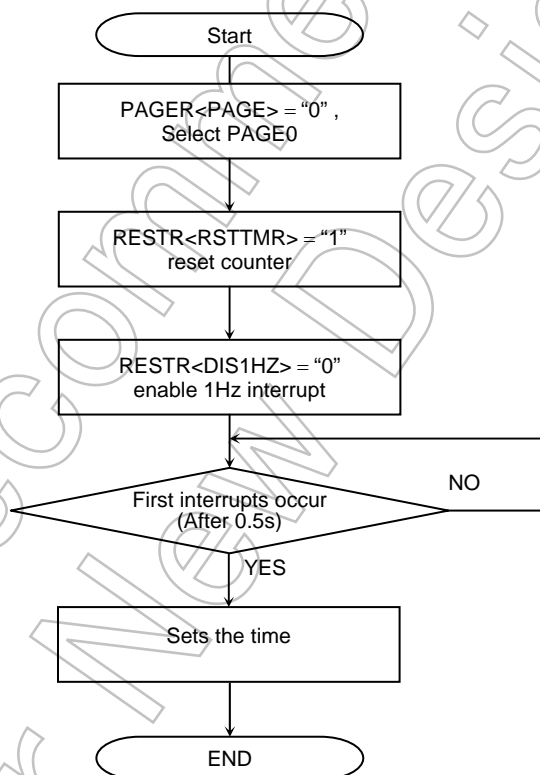 Start
PAGER<PAGE> = “0” ,
Select PAGE0
RESTR<RSTTMR> = “1”
reset counter
RESTR<DIS1HZ> = “0”
enable 1Hz interrupt
First interrupts occur
(After 0.5s)
NO
YES
Sets the time
END